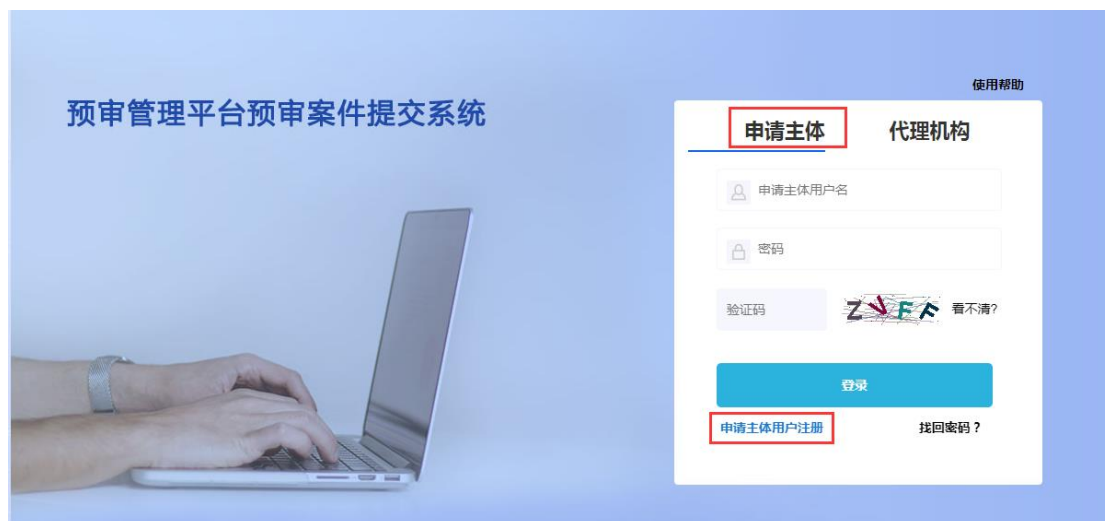 使用帮助
预审管理平台预审案件提交系统
申请主体 代理机构
申请主体用户名
密码
验证码 ZVFF 看不清?
登录
申请主体用户注册 找回密码?